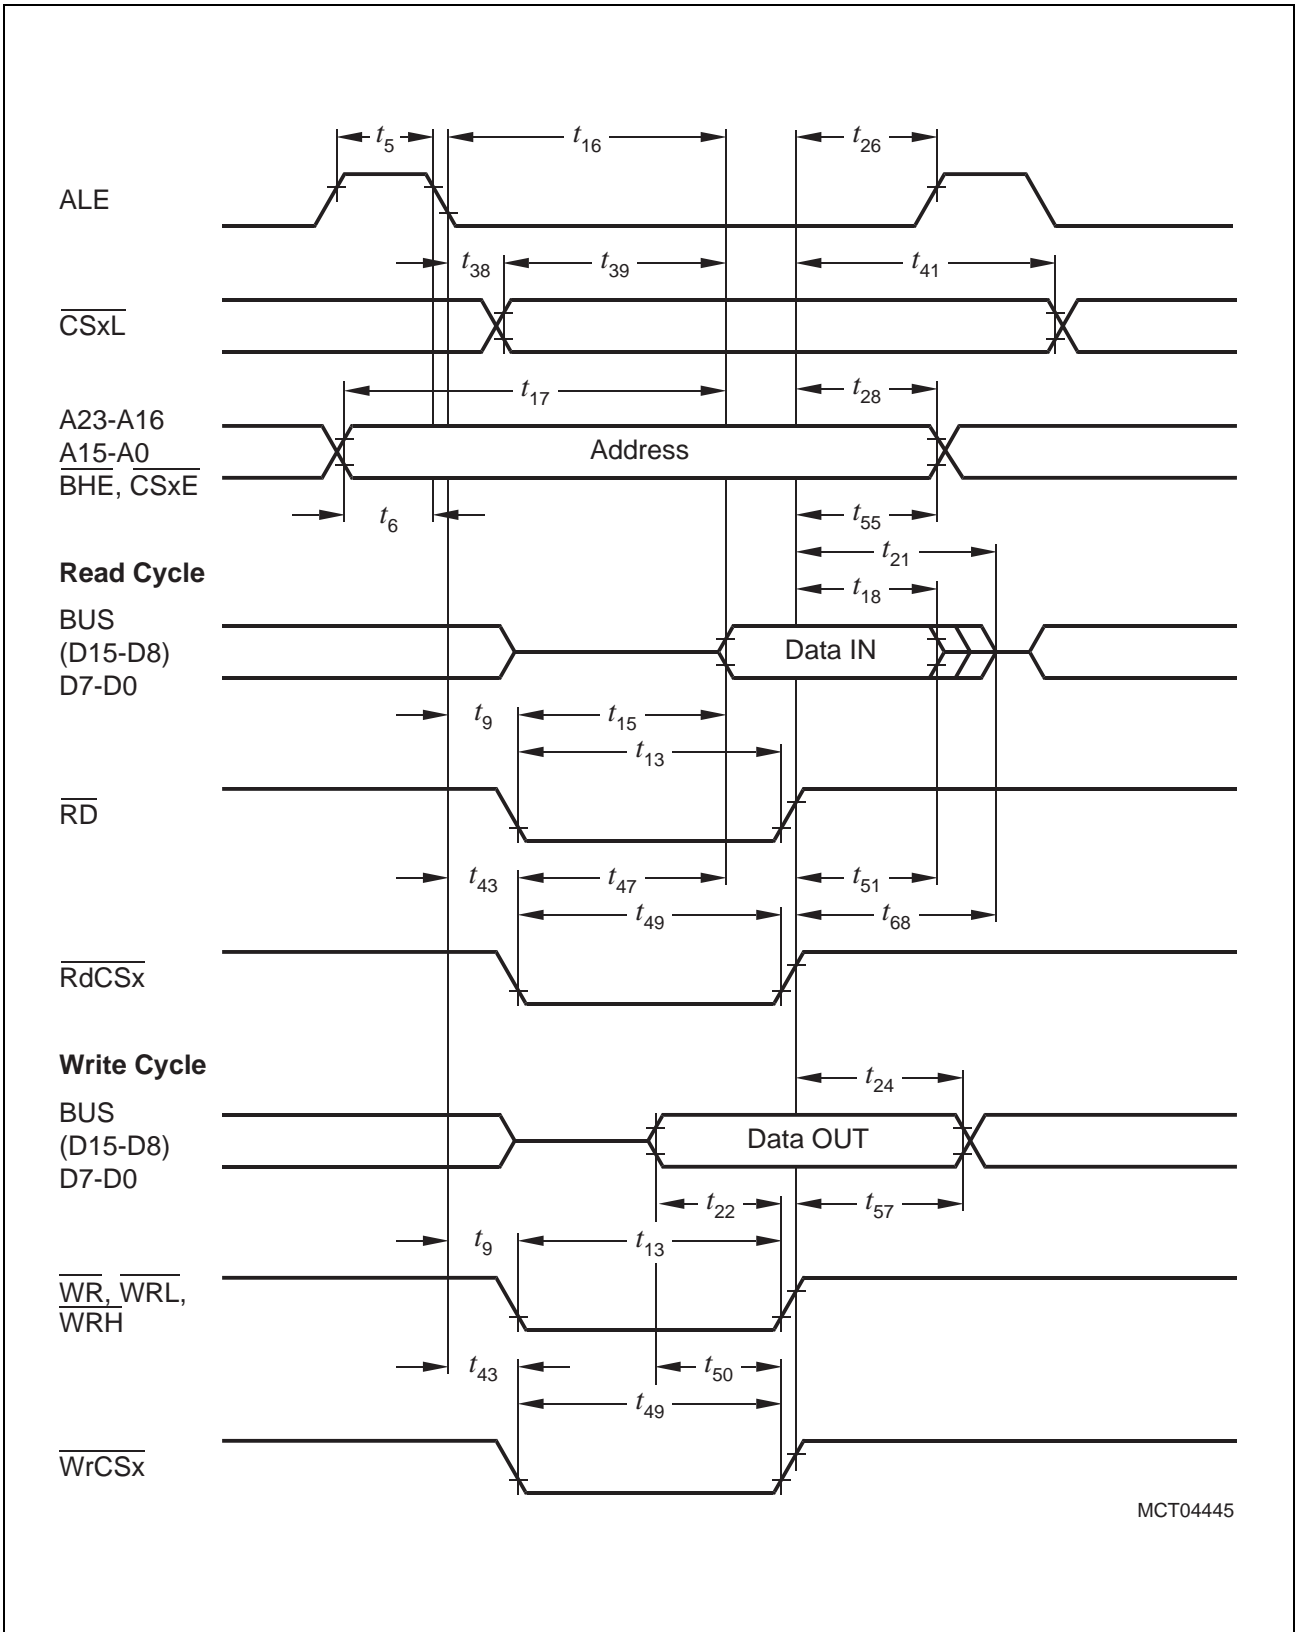 t5 t16 t26
ALE
t38 t39 t41
CSxL
t17 t28
A23-A16
A15-A0
BHE, CSxE
Address
t6 t55
t21
Read Cycle
t18
BUS
(D15-D8)
D7-D0
Data IN
t9 t15
t13
RD
t43 t47 t51
t49 t68
RdCSx
Write Cycle
t24
BUS
(D15-D8)
D7-D0
Data OUT
t22 t57
t9 t13
WR, WRL,
WRH
t43 t50
t49
WrCSx
MCT04445